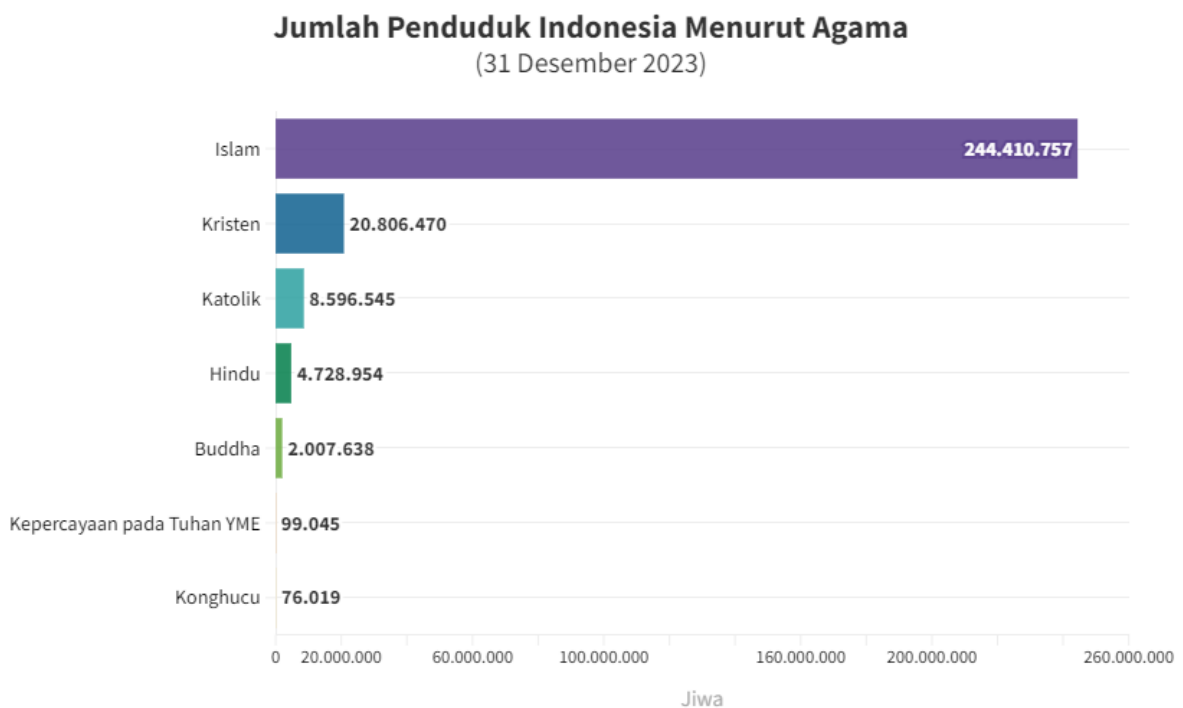 Jumlah Penduduk Indonesia Menurut Agama
(31 Desember 2023)
Islam 244.410.757
Kristen 20.806.470
Katolik 8.596.545
Hindu 4.728.954
Buddha 2.007.638
Kepercayaan pada Tuhan YME 99.045
Konghucu 76.019
0 20.000.000 60.000.000 100.000.000 160.000.000 200.000.000 260.000.000
Jiwa